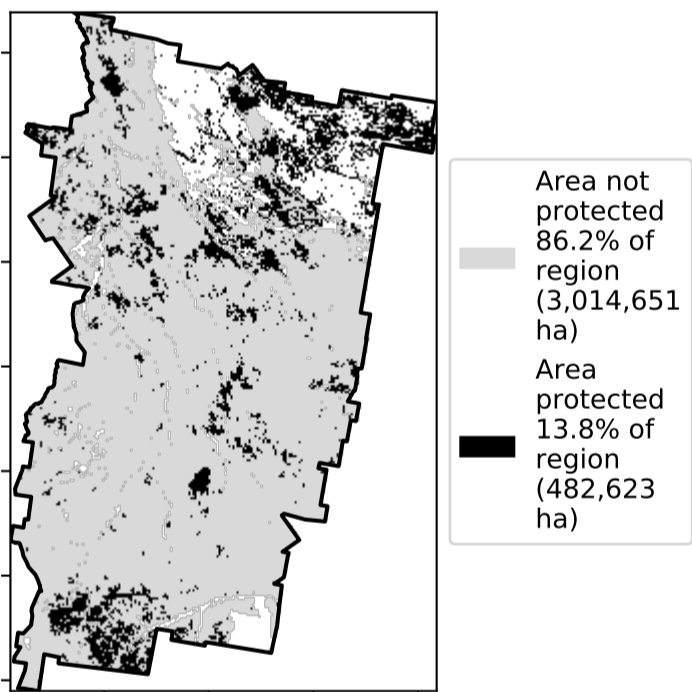 Area not
protected
86.2% of
region
(3,014,651
ha)
Area
protected
13.8% of
region
(482,623
ha)